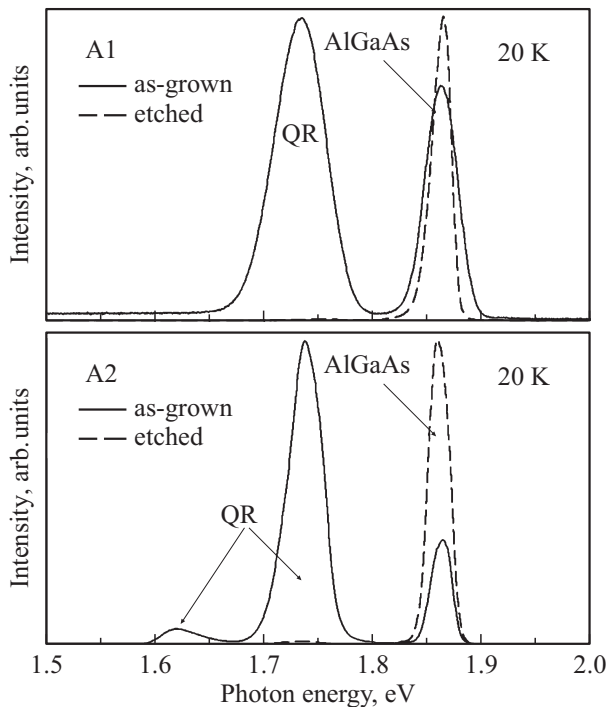 A1
AlGaAs
20 K
as-grown
etched
QR
Intensity, arb. units
A2
AlGaAs
20 K
as-grown
etched
QR
Intensity, arb. units
1.5 1.6 1.7 1.8 1.9 2.0
Photon energy, eV